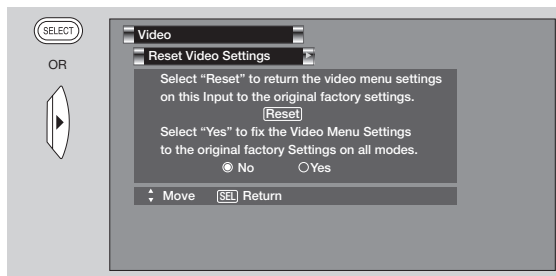 SELECT
OR
Video
Reset Video Settings
Select “Reset” to return the video menu settings
on this Input to the original factory settings.
Reset
Select “Yes” to fix the Video Menu Settings
to the original factory Settings on all modes.
No Yes
Move SEL Return